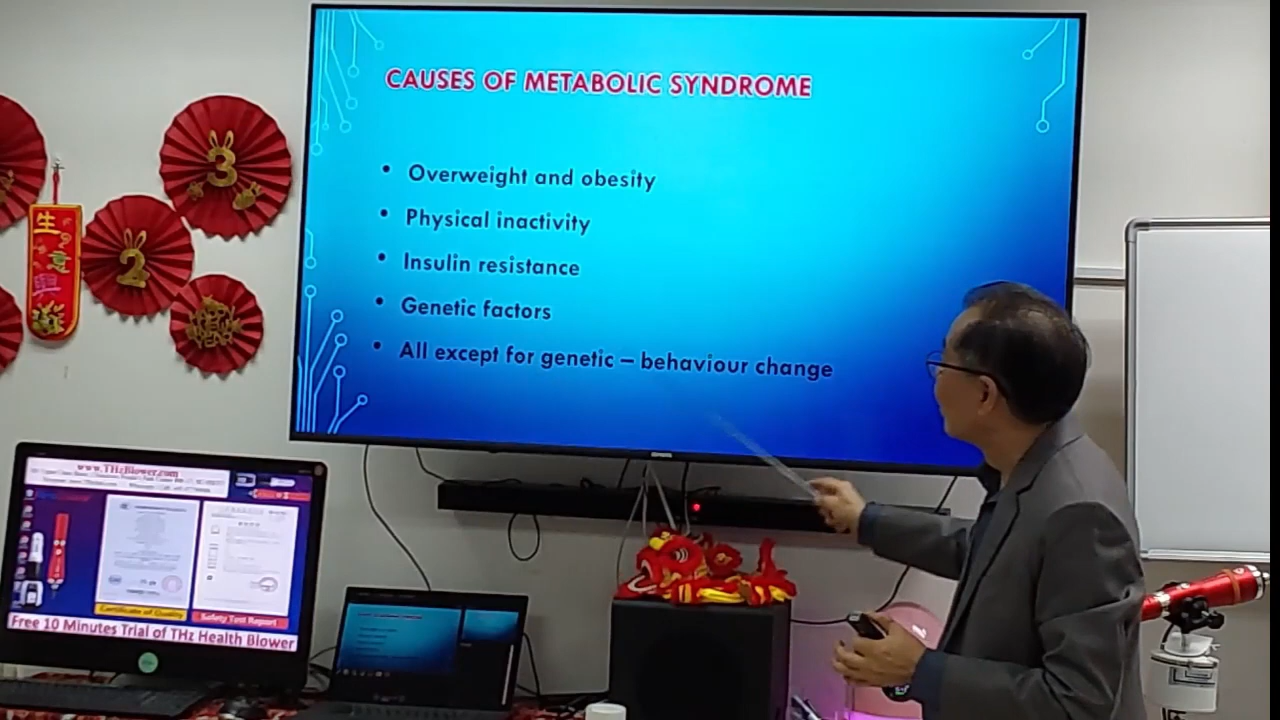 CAUSES OF METABOLIC SYNDROME
• Overweight and obesity
• Physical inactivity
• Insulin resistance
• Genetic factors
• All except for genetic – behaviour change
3
2
生
興
www.THzBlower.com
Certificate of Quality
Safety Test Report
Free 10 Minutes Trial of THz Health Blower